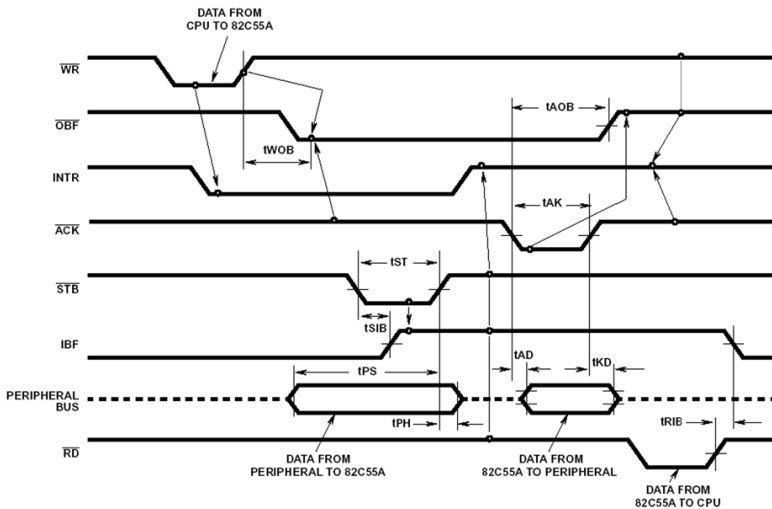 DATA FROM
CPU TO 82C55A
WR
tAOB
OBF
tWOB
INTR
tAK
ACK
tST
STB
tSIB
IBF
tAD
tKD
tPS
PERIPHERAL
BUS
tPH
tRIB
RD
DATA FROM
PERIPHERAL TO 82C55A
DATA FROM
82C55A TO PERIPHERAL
DATA FROM
82C55A TO CPU